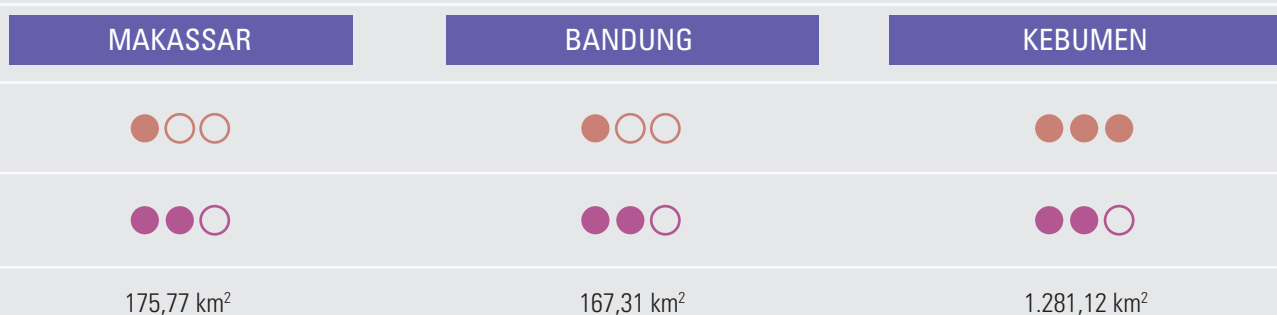 MAKASSAR BANDUNG KEBUMEN
175,77 km² 167,31 km² 1.281,12 km²